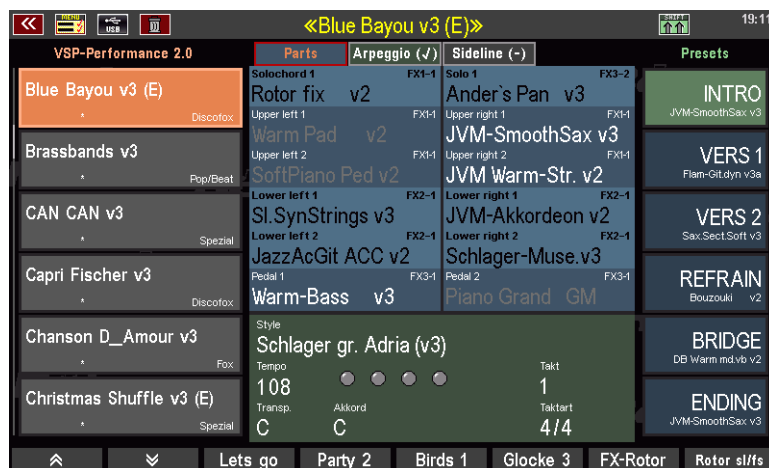 MENU
USB
«Blue Bayou v3 (E)»
SHIFT
19:11
VSP-Performance 2.0
Parts
Arpeggio (√)
Sideline (-)
Presets
Blue Bayou v3 (E)
* Discofox
Brassbands v3
* Pop/Beat
CAN CAN v3
* Spezial
Capri Fischer v3
* Discofox
Chanson D_Amour v3
* Fox
Christmas Shuffle v3 (E)
* Spezial
Solochord 1 FX1-1
Rotor fix v2
Solo 1 FX3-2
Ander`s Pan v3
Upper left 1 FX1-1
Warm Pad v2
Upper right 1 FX1-1
JVM-SmoothSax v3
Upper left 2 FX1-1
SoftPiano Ped v2
Upper right 2 FX1-1
JVM Warm-Str. v2
Lower left 1 FX2-1
Sl.SynStrings v3
Lower right 1 FX2-1
JVM-Akkordeon v2
Lower left 2 FX2-1
JazzAcGit ACC v2
Lower right 2 FX2-1
Schlager-Muse.v3
Pedal 1 FX3-1
Warm-Bass v3
Pedal 2 FX3-1
Piano Grand GM
Style
Schlager gr. Adria (v3)
Tempo
108
Takt
1
Transp.
C
Akkord
C
Taktart
4/4
INTRO
JVM-SmoothSax v3
VERS 1
Flam-Git.dyn v3a
VERS 2
Sax.Sect.Soft v3
REFRAIN
Bouzouki v2
BRIDGE
DB Warm md.vb v2
ENDING
JVM-SmoothSax v3
Lets go
Party 2
Birds 1
Glocke 3
FX-Rotor
Rotor sl/fs